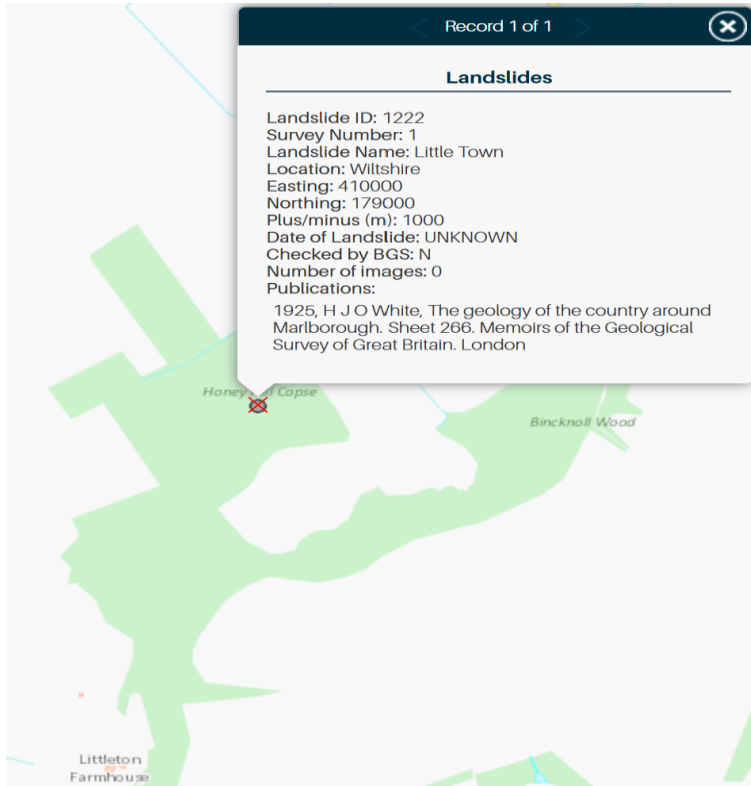 Record 1 of 1
Landslides
Landslide ID: 1222
Survey Number: 1
Landslide Name: Little Town
Location: Wiltshire
Easting: 410000
Northing: 179000
Plus/minus (m): 1000
Date of Landslide: UNKNOWN
Checked by BGS: N
Number of images: 0
Publications:
1925, H J O White, The geology of the country around
Marlborough. Sheet 266. Memoirs of the Geological
Survey of Great Britain. London
Honey Copse
Bincknoll Wood
Littleton
Farmhouse